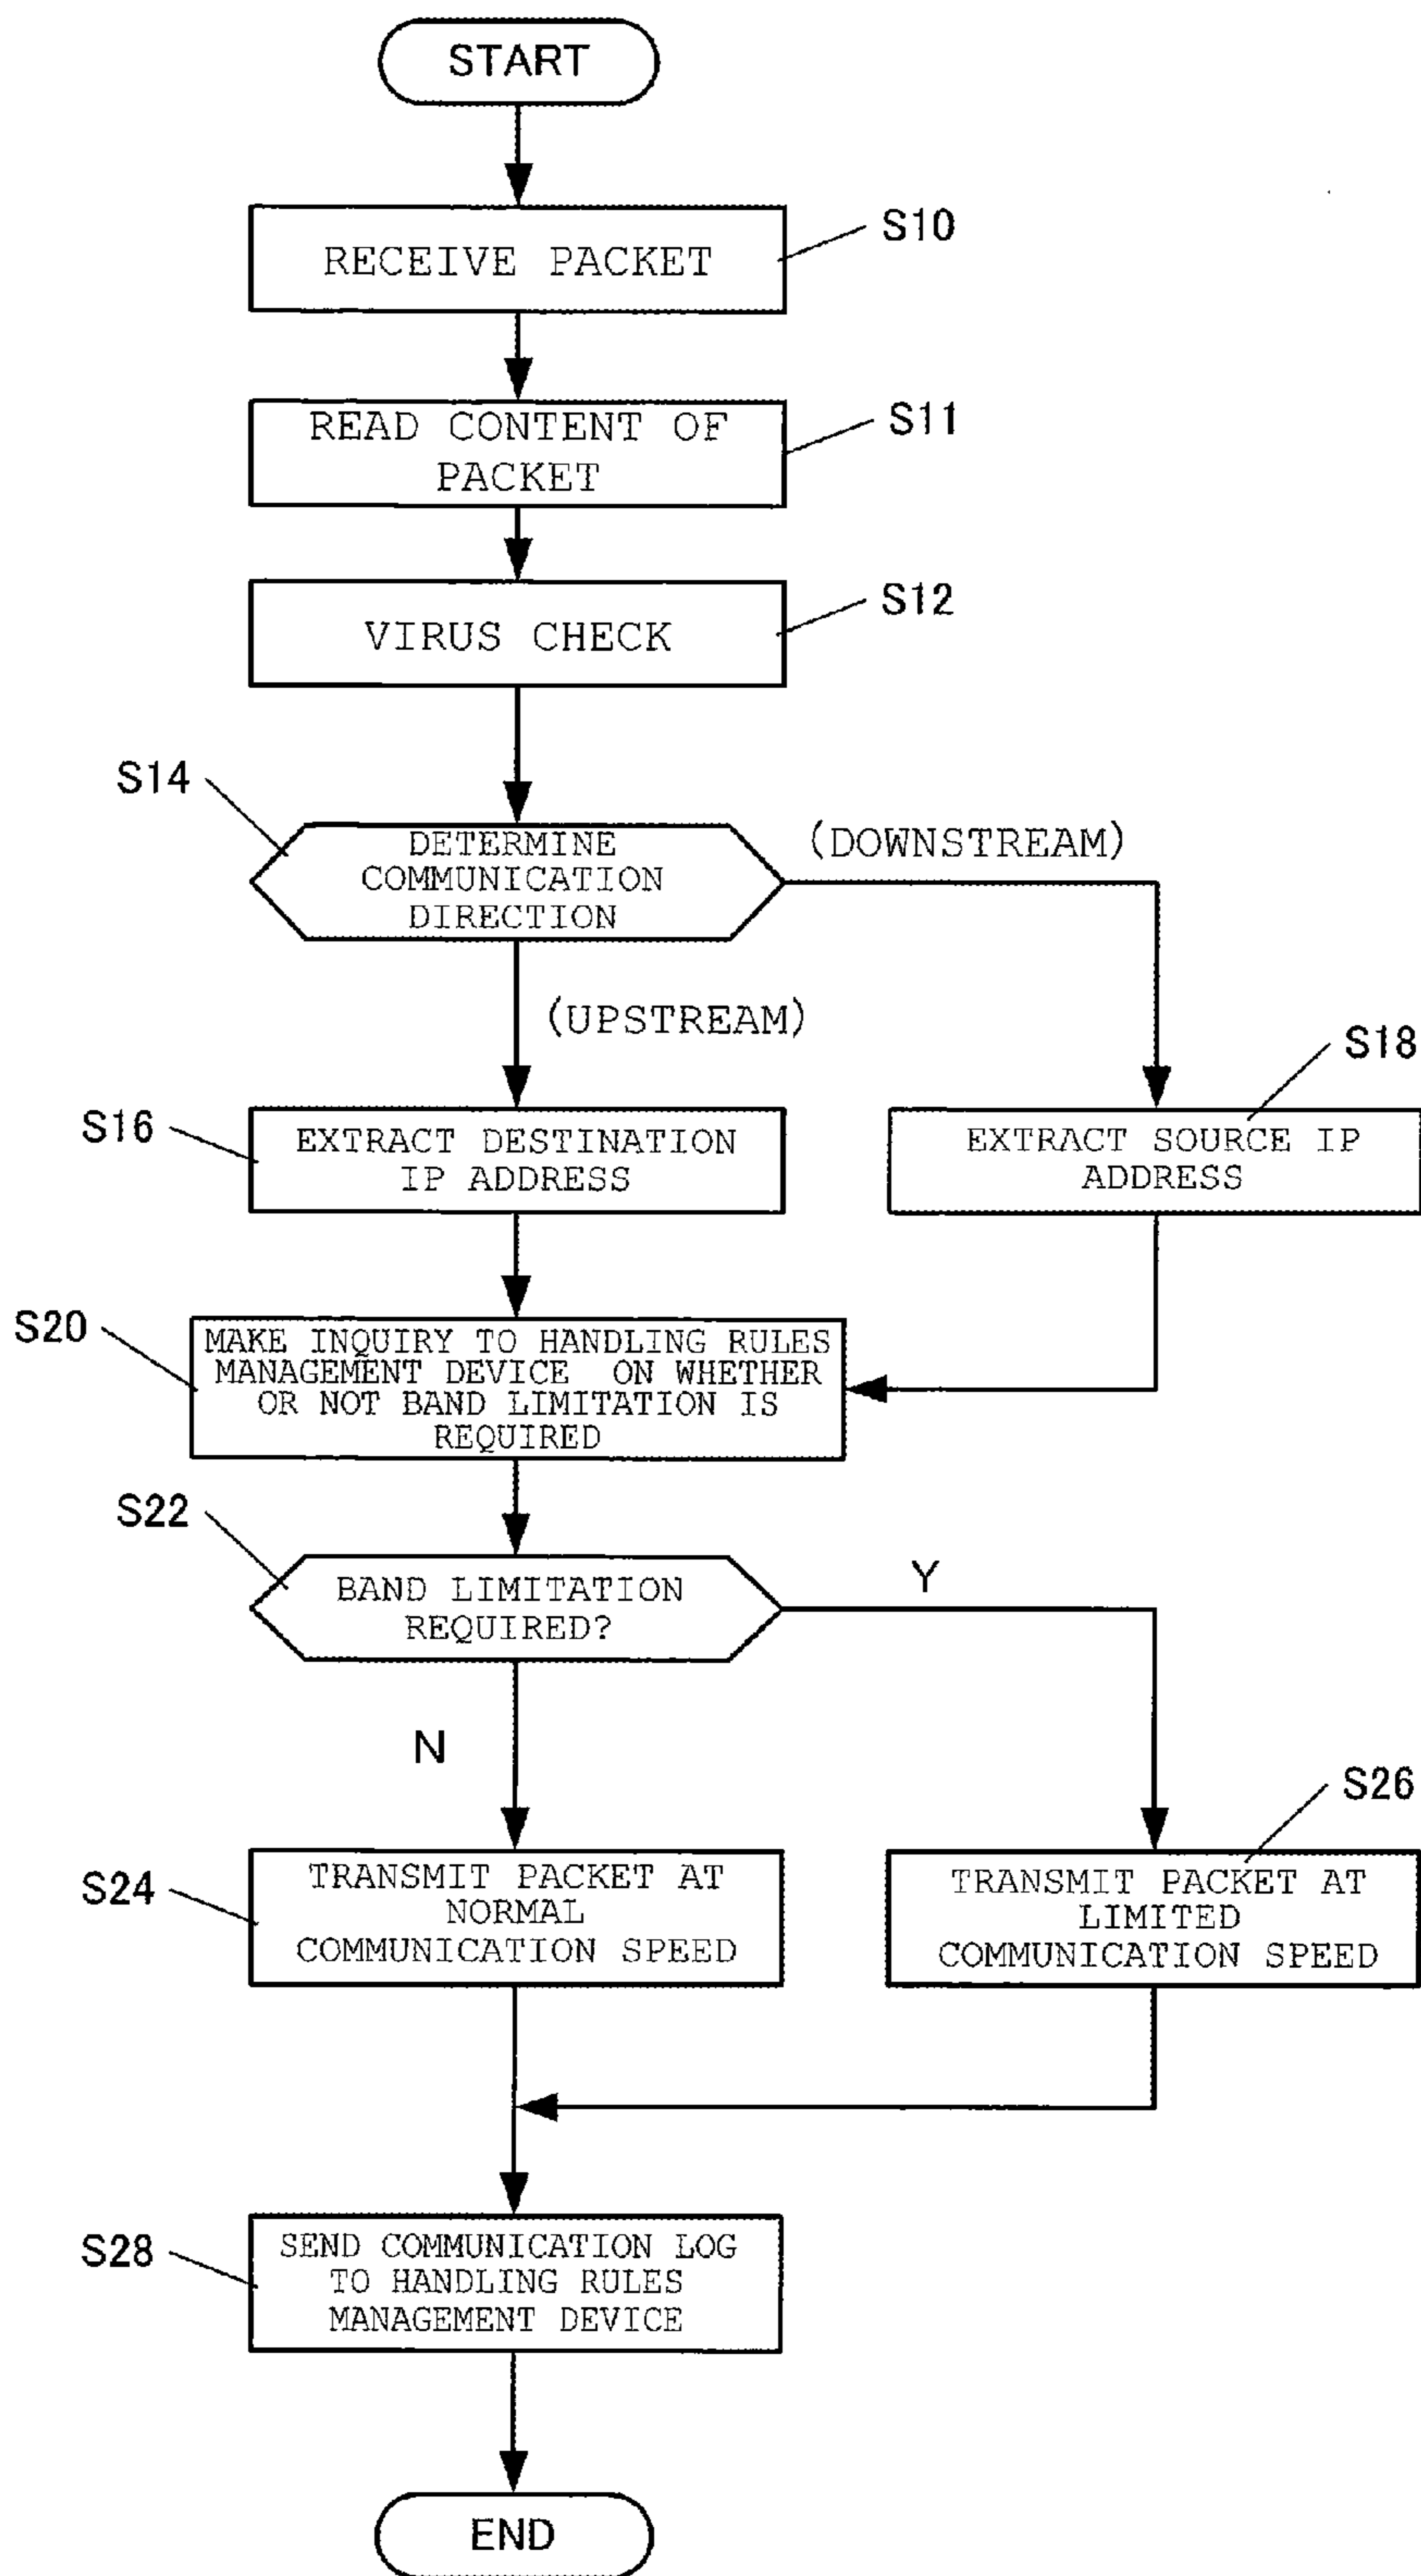 START
S10
RECEIVE PACKET
S11
READ CONTENT OF
PACKET
S12
VIRUS CHECK
S14
DETERMINE
COMMUNICATION
DIRECTION
(DOWNSTREAM)
(UPSTREAM)
S18
S16
EXTRACT DESTINATION
IP ADDRESS
EXTRACT SOURCE IP
ADDRESS
S20
MAKE INQUIRY TO HANDLING RULES
MANAGEMENT DEVICE ON WHETHER
OR NOT BAND LIMITATION IS
REQUIRED
S22
BAND LIMITATION
REQUIRED?
Y
N
S26
S24
TRANSMIT PACKET AT
NORMAL
COMMUNICATION SPEED
TRANSMIT PACKET AT
LIMITED
COMMUNICATION SPEED
S28
SEND COMMUNICATION LOG
TO HANDLING RULES
MANAGEMENT DEVICE
END